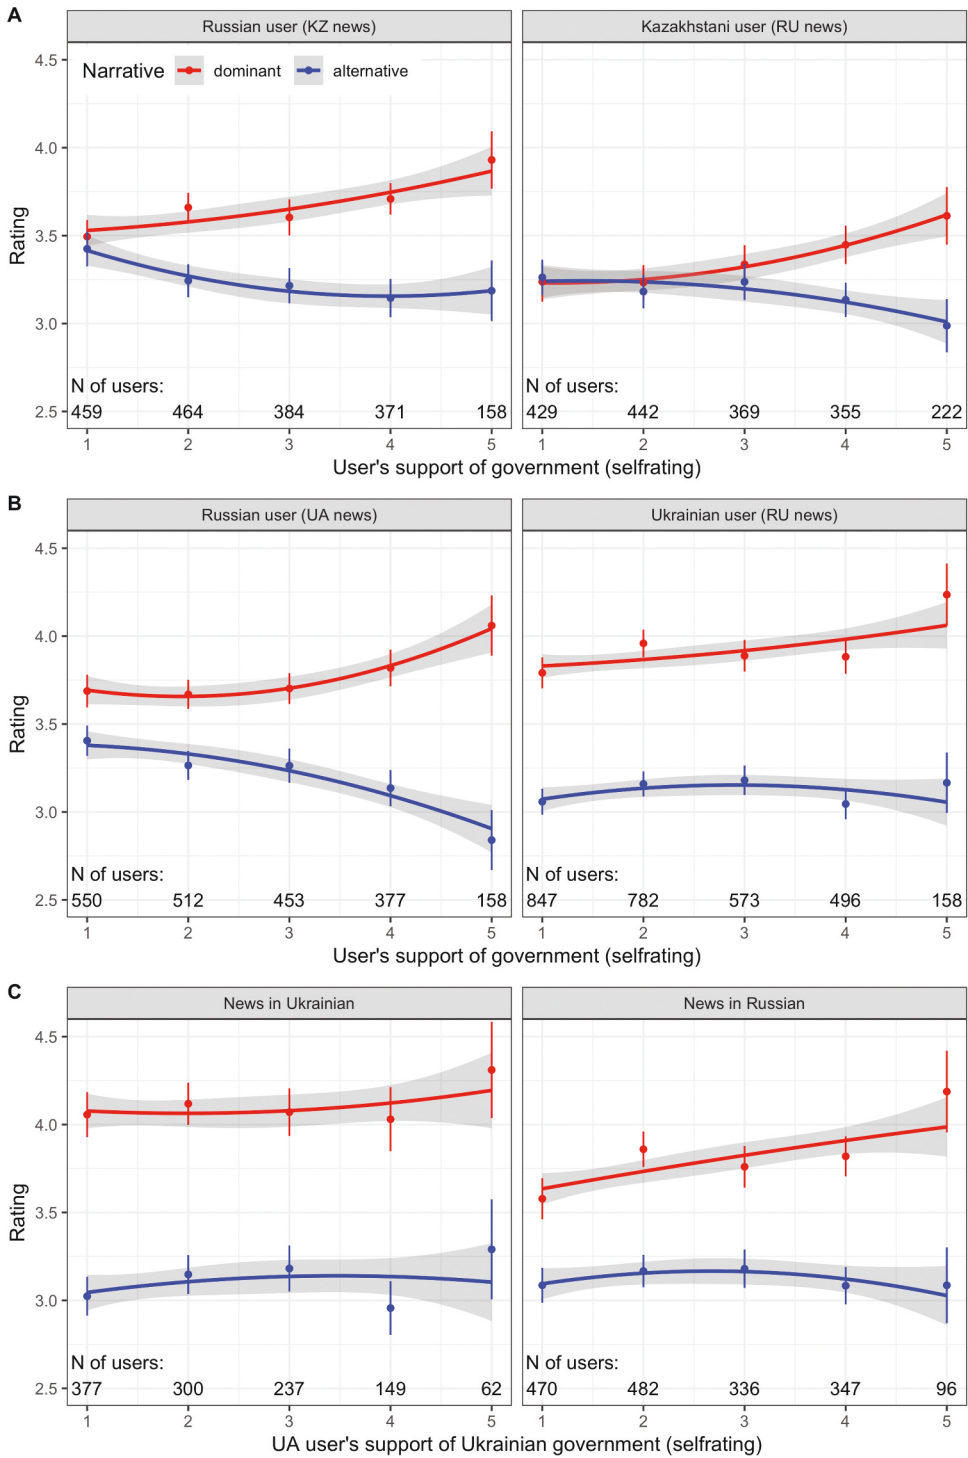 A
Russian user (KZ news)
Kazakhstani user (RU news)
Narrative dominant alternative
4.5
4.0
3.5
3.0
2.5
Rating
N of users:
459 464 384 371 158
N of users:
429 442 369 355 222
1 2 3 4 5
1 2 3 4 5
User's support of government (selfrating)
B
Russian user (UA news)
Ukrainian user (RU news)
4.5
4.0
3.5
3.0
2.5
Rating
N of users:
550 512 453 377 158
N of users:
847 782 573 496 158
1 2 3 4 5
1 2 3 4 5
User's support of government (selfrating)
C
News in Ukrainian
News in Russian
4.5
4.0
3.5
3.0
2.5
Rating
N of users:
377 300 237 149 62
N of users:
470 482 336 347 96
1 2 3 4 5
1 2 3 4 5
UA user's support of Ukrainian government (selfrating)